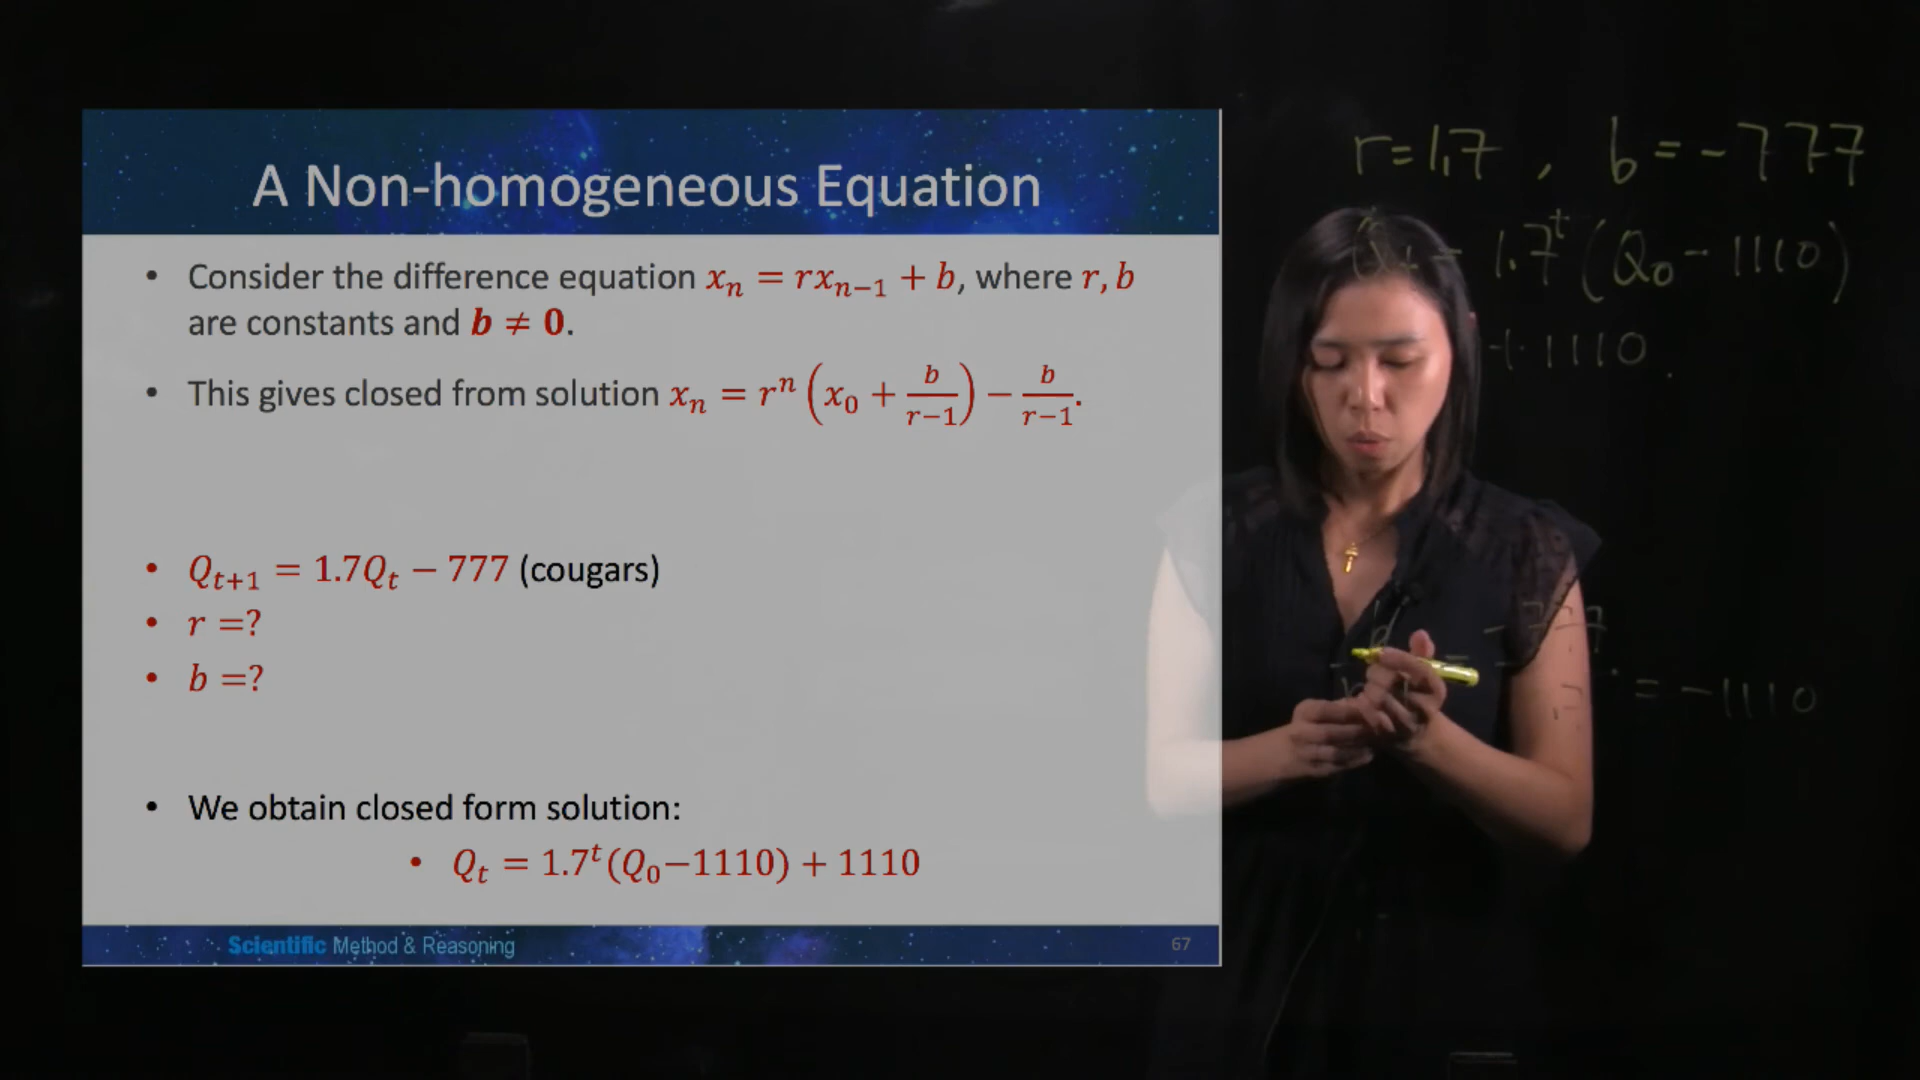 A Non-homogeneous Equation
• Consider the difference equation xₙ = rxₙ₋₁ + b, where r, b
are constants and b ≠ 0.
• This gives closed from solution xₙ = rⁿ (x₀ + b/(r−1)) − b/(r−1).
• Qₜ₊₁ = 1.7Qₜ − 777 (cougars)
• r =?
• b =?
• We obtain closed form solution:
• Qₜ = 1.7ᵗ(Q₀−1110) + 1110
Scientific Method & Reasoning
67
r=1.7 , b=-777
Qₜ = 1.7ᵗ (Q₀ - 1110)
+ 1110.
b = -777
= -1110